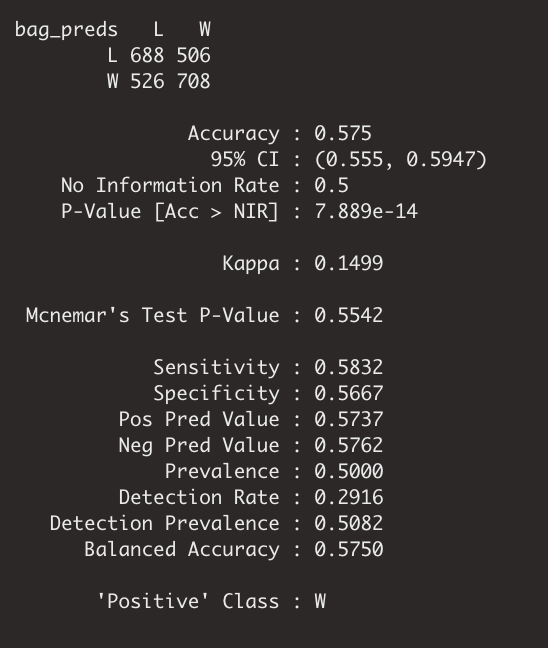 bag_preds   L   W
        L 688 506
        W 526 708

               Accuracy : 0.575
                 95% CI : (0.555, 0.5947)
    No Information Rate : 0.5
    P-Value [Acc > NIR] : 7.889e-14

                  Kappa : 0.1499

 Mcnemar's Test P-Value : 0.5542

            Sensitivity : 0.5832
            Specificity : 0.5667
         Pos Pred Value : 0.5737
         Neg Pred Value : 0.5762
             Prevalence : 0.5000
         Detection Rate : 0.2916
   Detection Prevalence : 0.5082
      Balanced Accuracy : 0.5750

       'Positive' Class : W